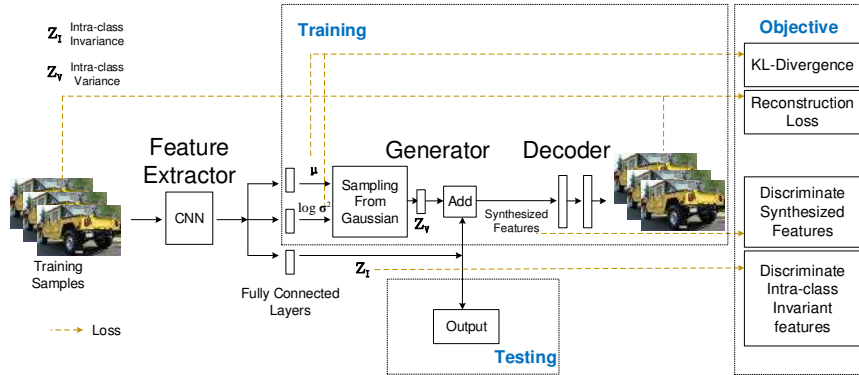 Z_I Intra-class
Invariance
Z_V Intra-class
Variance
Training
Objective
KL-Divergence
Reconstruction
Loss
Feature
Extractor
Generator
Decoder
μ
log σ²
CNN
Sampling
From
Gaussian
Z_V
Add
Synthesized
Features
Discriminate
Synthesized
Features
Training
Samples
Z_I
Fully Connected
Layers
Discriminate
Intra-class
Invariant
features
Output
Loss
Testing